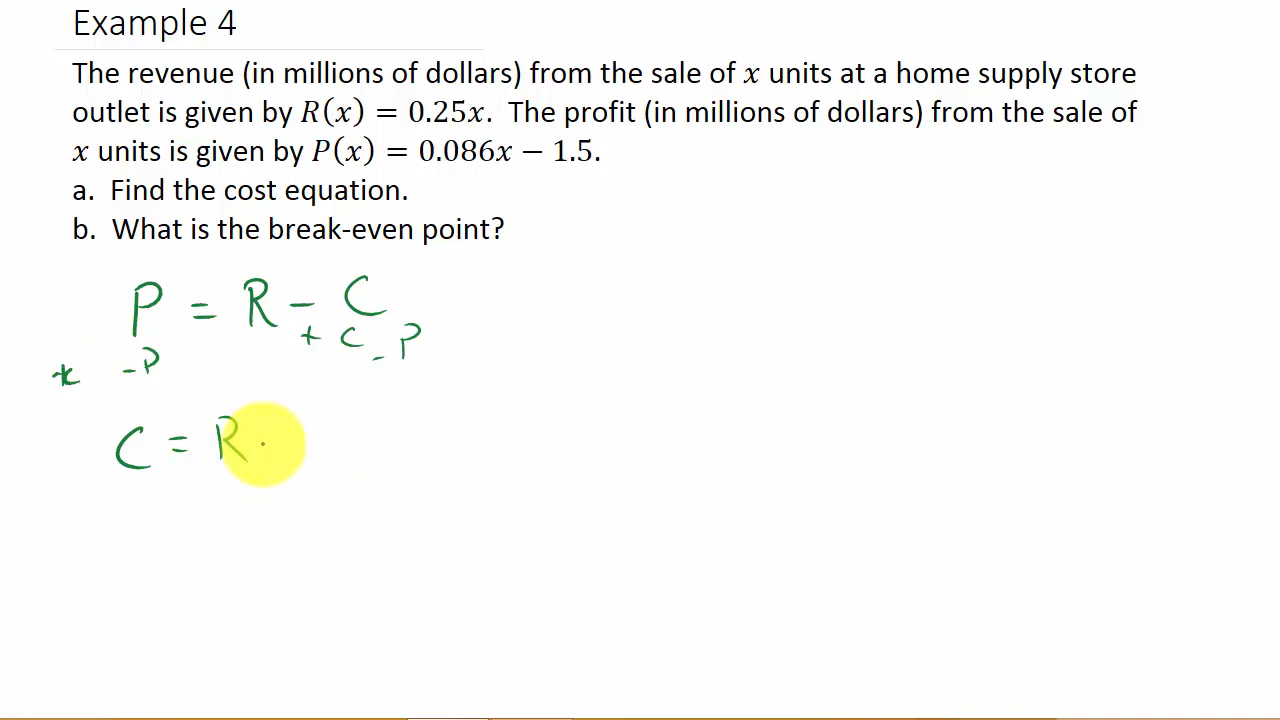 Example 4
The revenue (in millions of dollars) from the sale of x units at a home supply store
outlet is given by R(x) = 0.25x. The profit (in millions of dollars) from the sale of
x units is given by P(x) = 0.086x − 1.5.
a. Find the cost equation.
b. What is the break-even point?
P = R − C
+ C − P
* −P
C = R